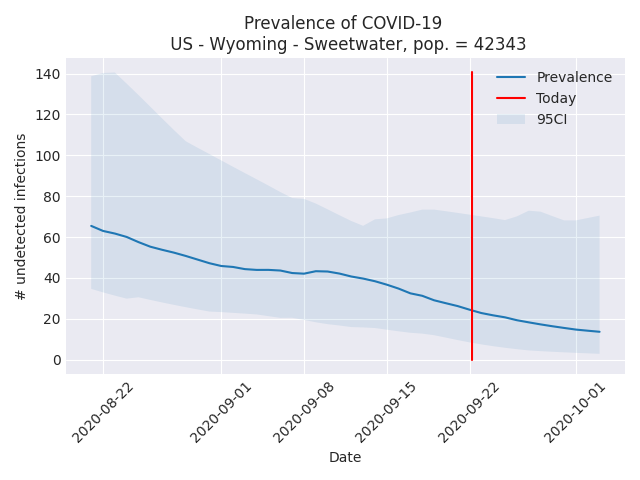 Prevalence of COVID-19
US - Wyoming - Sweetwater, pop. = 42343
Prevalence
Today
95CI
# undetected infections
140
120
100
80
60
40
20
0
2020-08-22
2020-09-01
2020-09-08
2020-09-15
2020-09-22
2020-10-01
Date